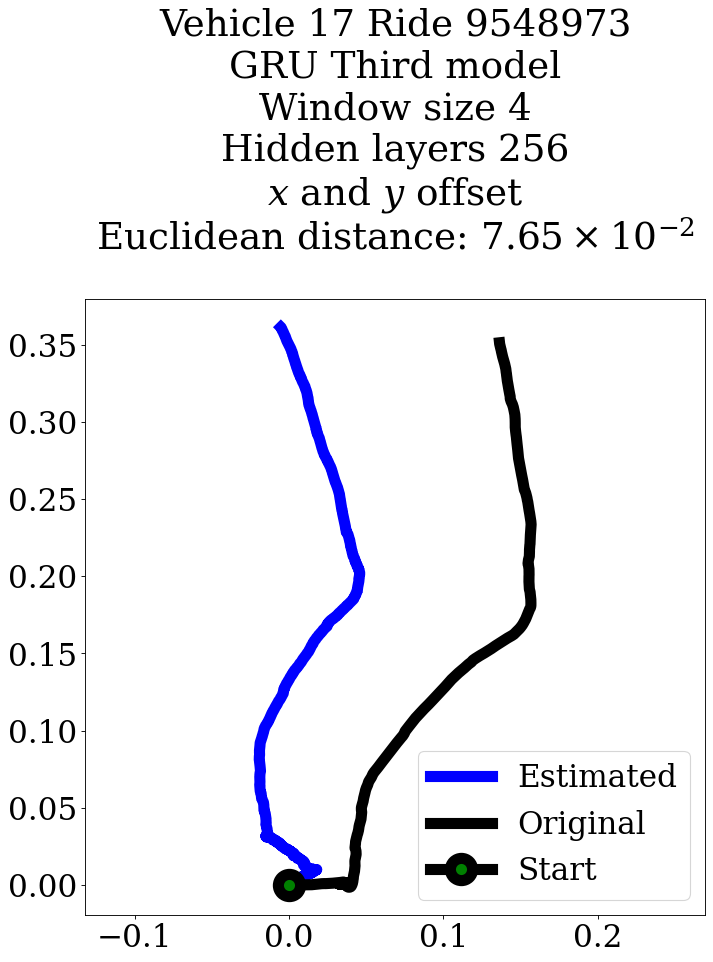 Vehicle 17 Ride 9548973
GRU Third model
Window size 4
Hidden layers 256
x and y offset
Euclidean distance: 7.65 × 10⁻²
0.35
0.30
0.25
0.20
0.15
0.10
0.05
0.00
Estimated
Original
Start
−0.1 0.0 0.1 0.2